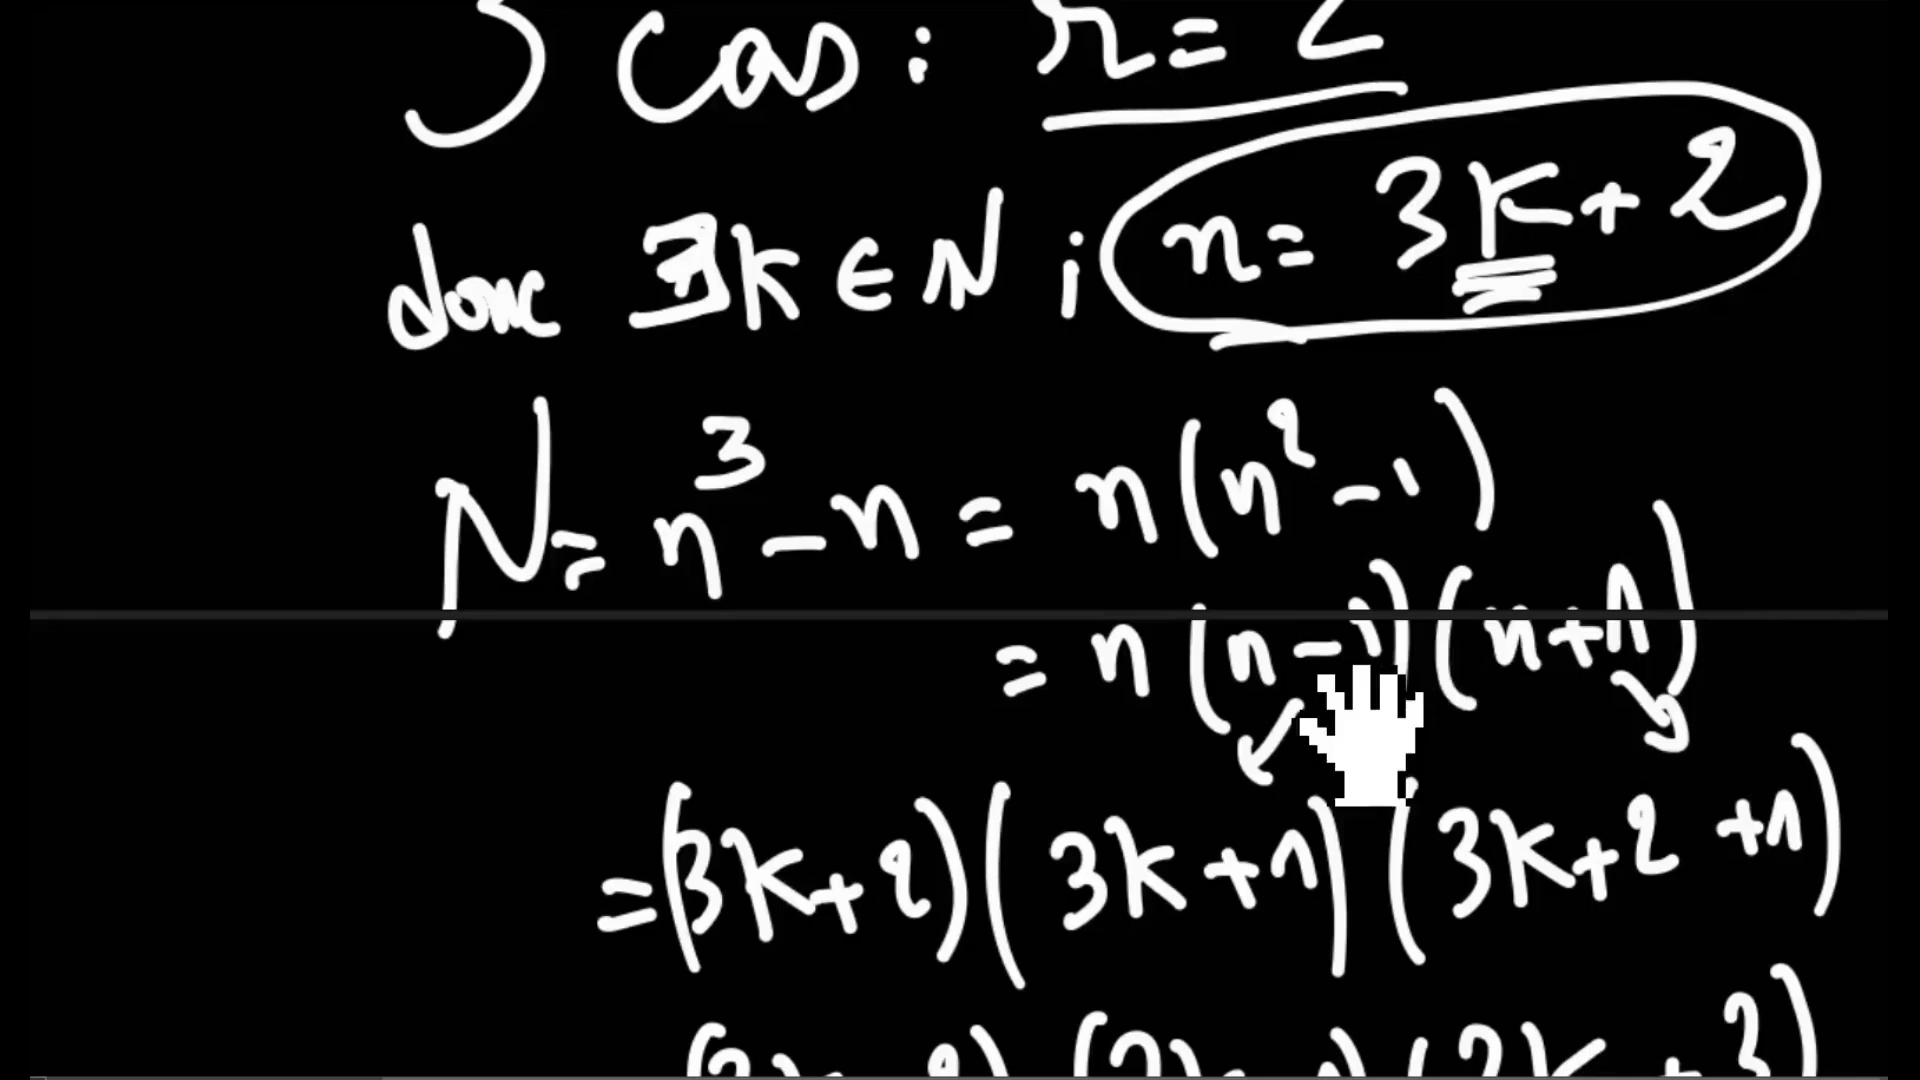 3 cas : r = 2
donc ∃k ∈ N ; n = 3k + 2
N = n³ - n = n(n² - 1)
= n(n-1)(n+1)
= (3k+2)(3k+1)(3k+2+1)